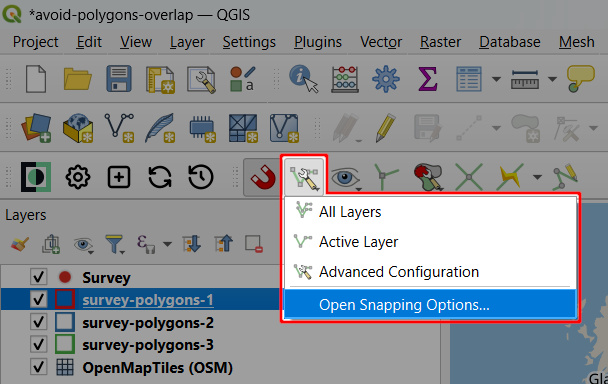 *avoid-polygons-overlap — QGIS
Project Edit View Layer Settings Plugins Vector Raster Database Mesh
All Layers
Active Layer
Advanced Configuration
Open Snapping Options...
Layers
Survey
survey-polygons-1
survey-polygons-2
survey-polygons-3
OpenMapTiles (OSM)